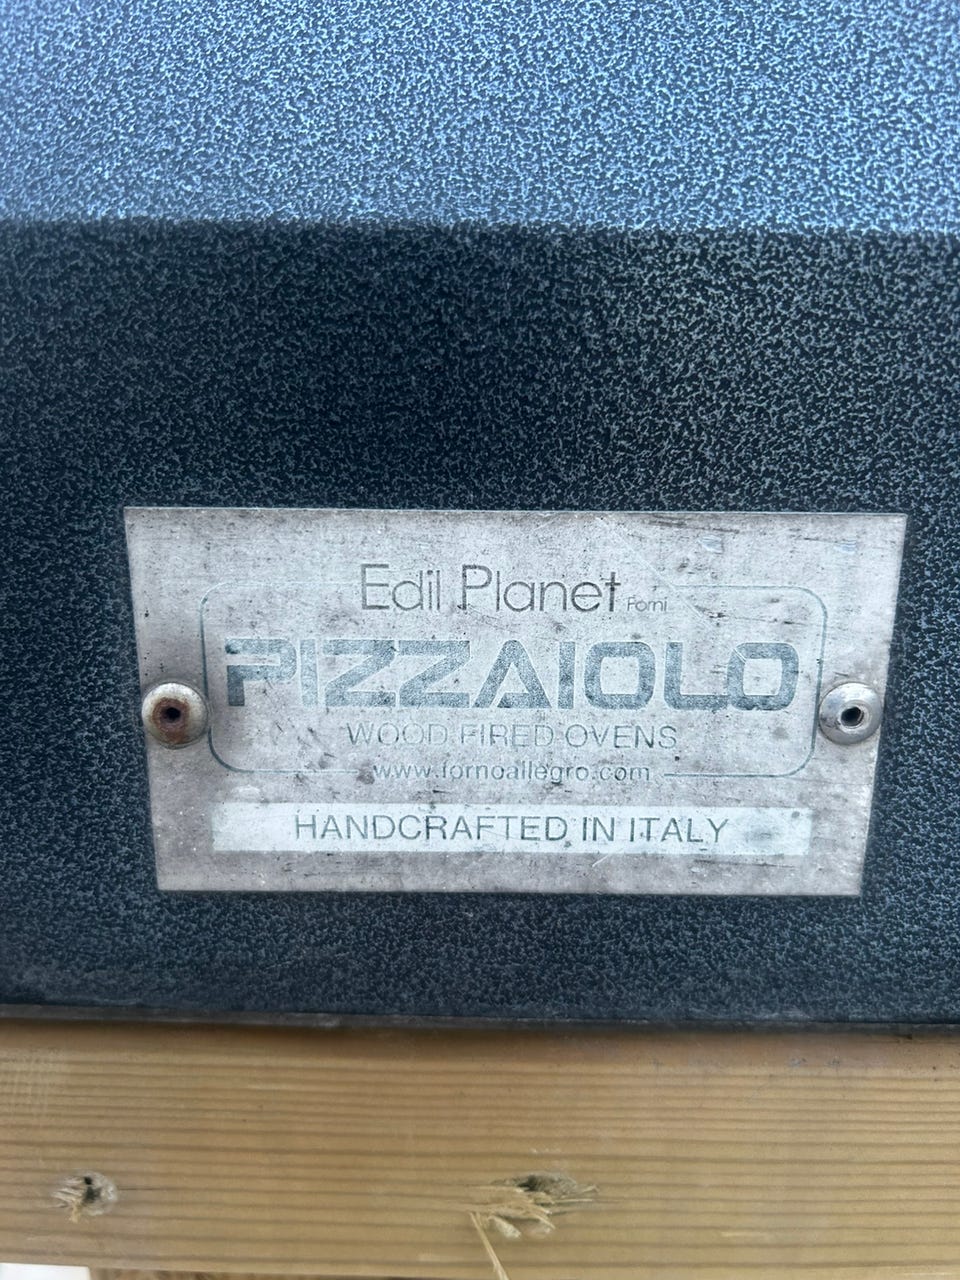 Edil Planet Forni
PIZZAIOLO
WOOD FIRED OVENS
www.fornoallegro.com
HANDCRAFTED IN ITALY